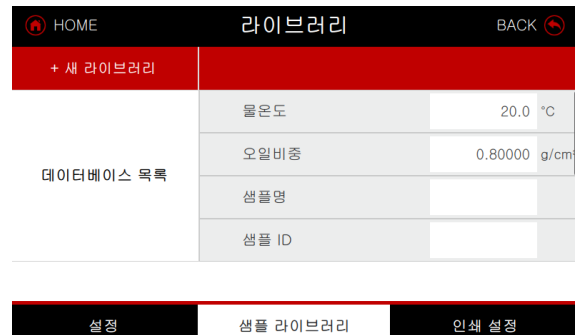 HOME 라이브러리 BACK
+ 새 라이브러리
물온도 20.0 °C
오일비중 0.80000 g/cm³
데이터베이스 목록
샘플명
샘플 ID
설정 샘플 라이브러리 인쇄 설정